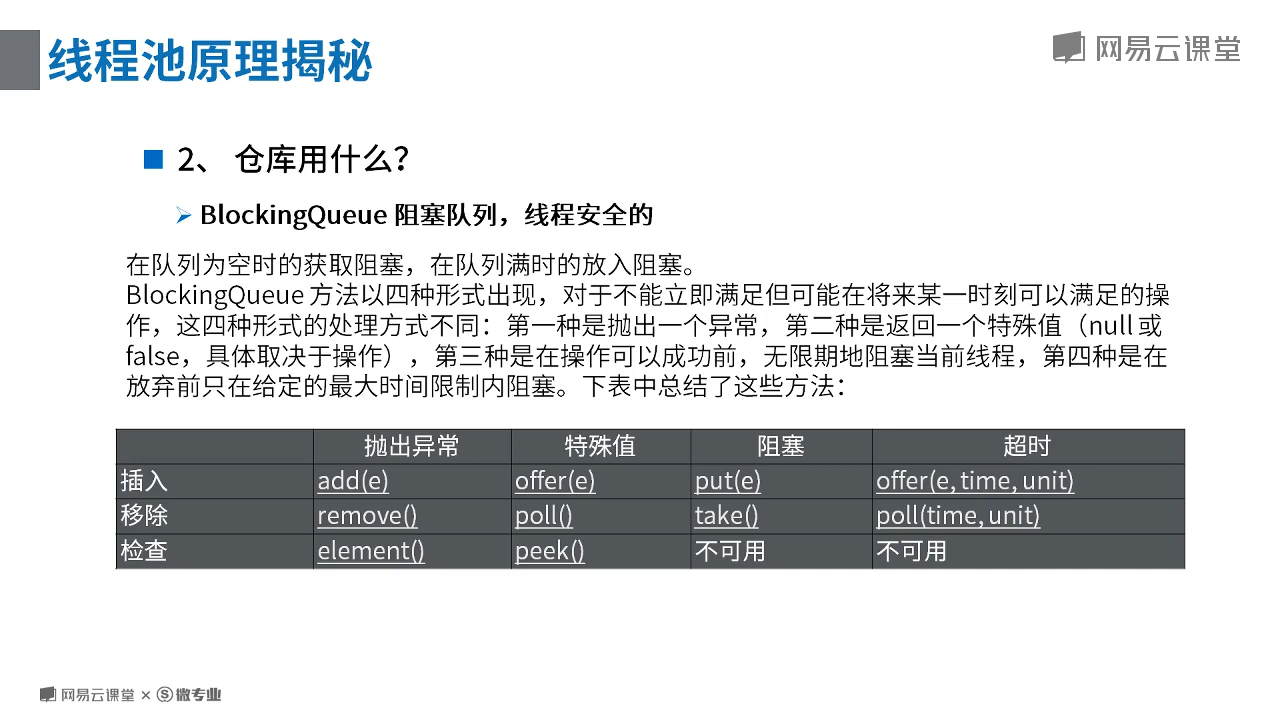 线程池原理揭秘
网易云课堂
2、 仓库用什么？
BlockingQueue 阻塞队列，线程安全的
在队列为空时的获取阻塞，在队列满时的放入阻塞。
BlockingQueue 方法以四种形式出现，对于不能立即满足但可能在将来某一时刻可以满足的操
作，这四种形式的处理方式不同：第一种是抛出一个异常，第二种是返回一个特殊值（null 或
false，具体取决于操作），第三种是在操作可以成功前，无限期地阻塞当前线程，第四种是在
放弃前只在给定的最大时间限制内阻塞。下表中总结了这些方法：
抛出异常 特殊值 阻塞 超时
插入 add(e) offer(e) put(e) offer(e, time, unit)
移除 remove() poll() take() poll(time, unit)
检查 element() peek() 不可用 不可用
网易云课堂 × Ⓢ微专业